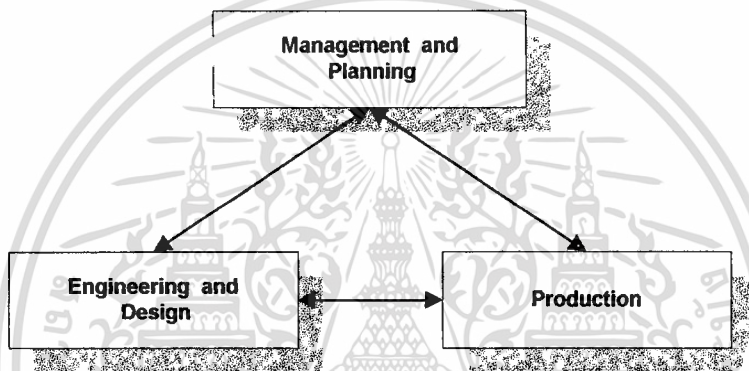 Management and
Planning
Engineering and
Design
Production